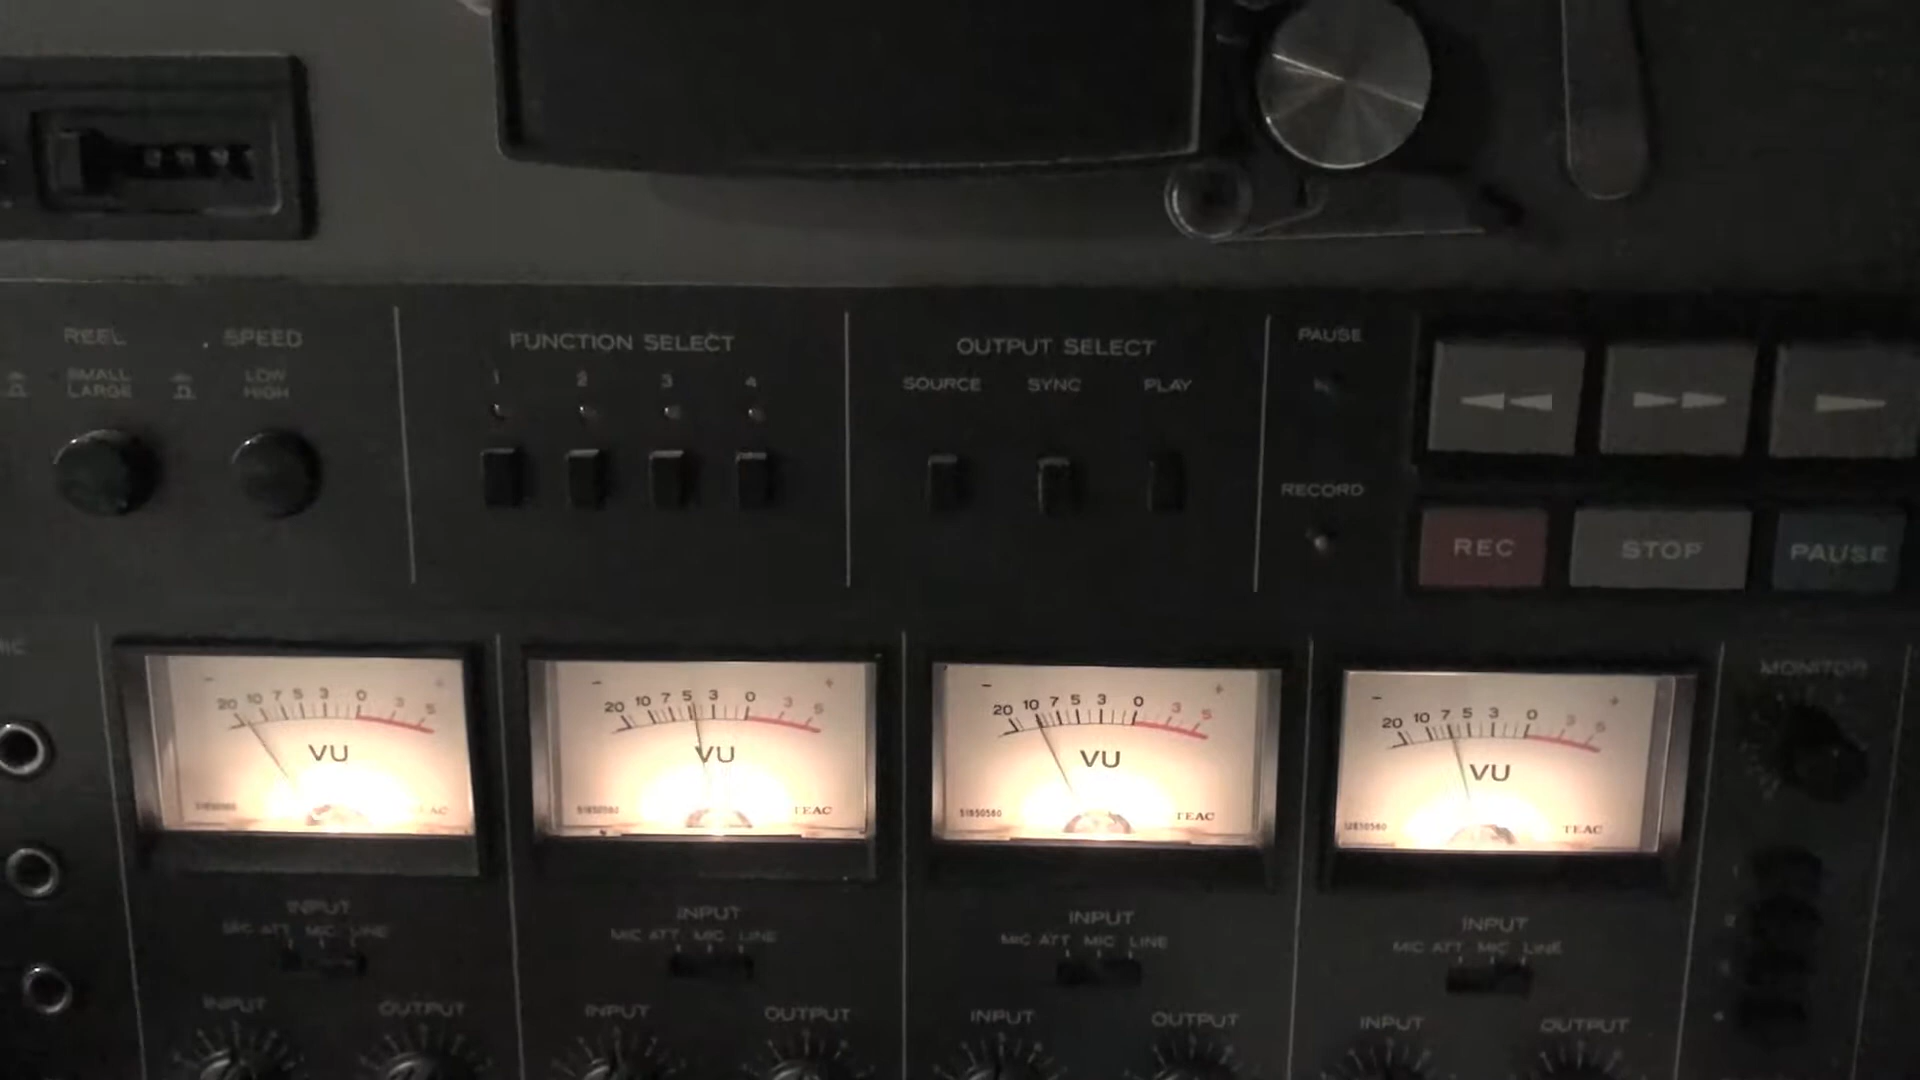 REEL
SPEED
SMALL
LARGE
LOW
HIGH
FUNCTION SELECT
1 2 3 4
OUTPUT SELECT
SOURCE SYNC PLAY
PAUSE
RECORD
REC STOP PAUSE
MONITOR
- +
20 10 7 5 3 0 3 5
VU
- +
20 10 7 5 3 0 3 5
VU
TEAC
- +
20 10 7 5 3 0 3 5
VU
51850560
TEAC
- +
20 10 7 5 3 0 3 5
VU
TEAC
INPUT
MIC ATT MIC LINE
INPUT OUTPUT
INPUT
MIC ATT MIC LINE
INPUT OUTPUT
INPUT
MIC ATT MIC LINE
INPUT OUTPUT
INPUT
MIC ATT MIC LINE
INPUT OUTPUT